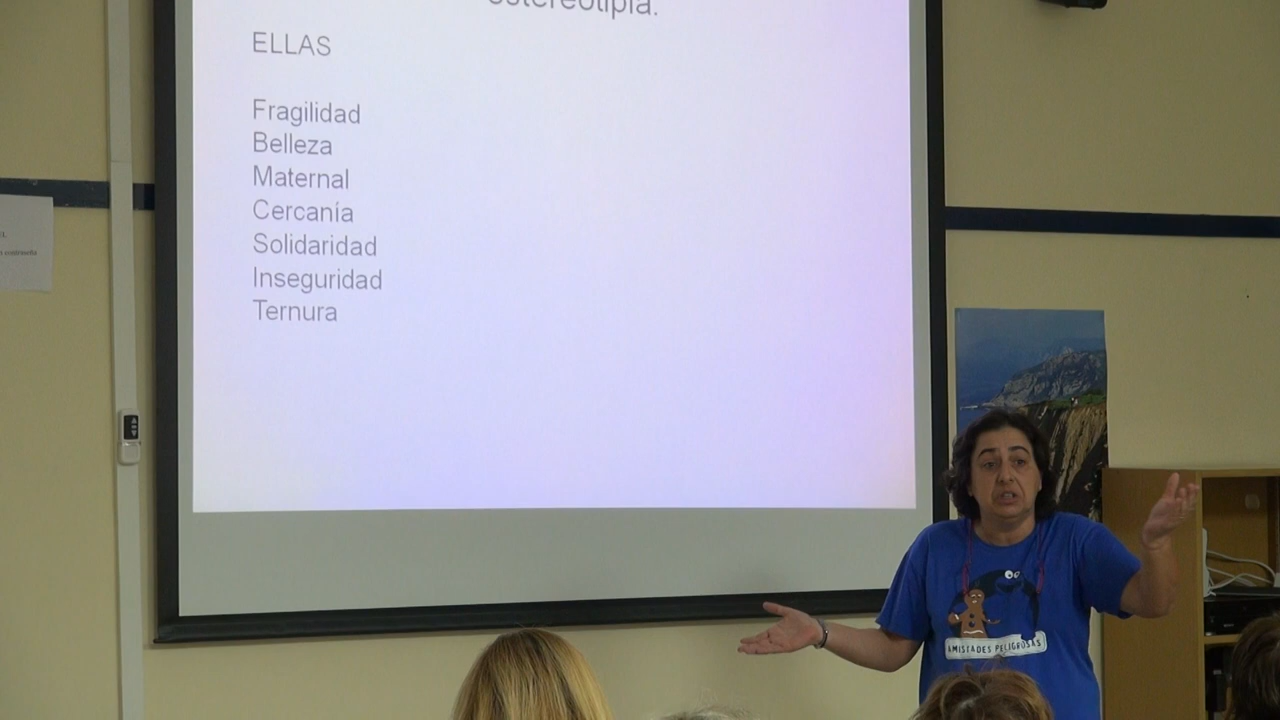 estereotipia.
ELLAS
Fragilidad
Belleza
Maternal
Cercanía
Solidaridad
Inseguridad
Ternura
AMISTADES PELIGROSAS